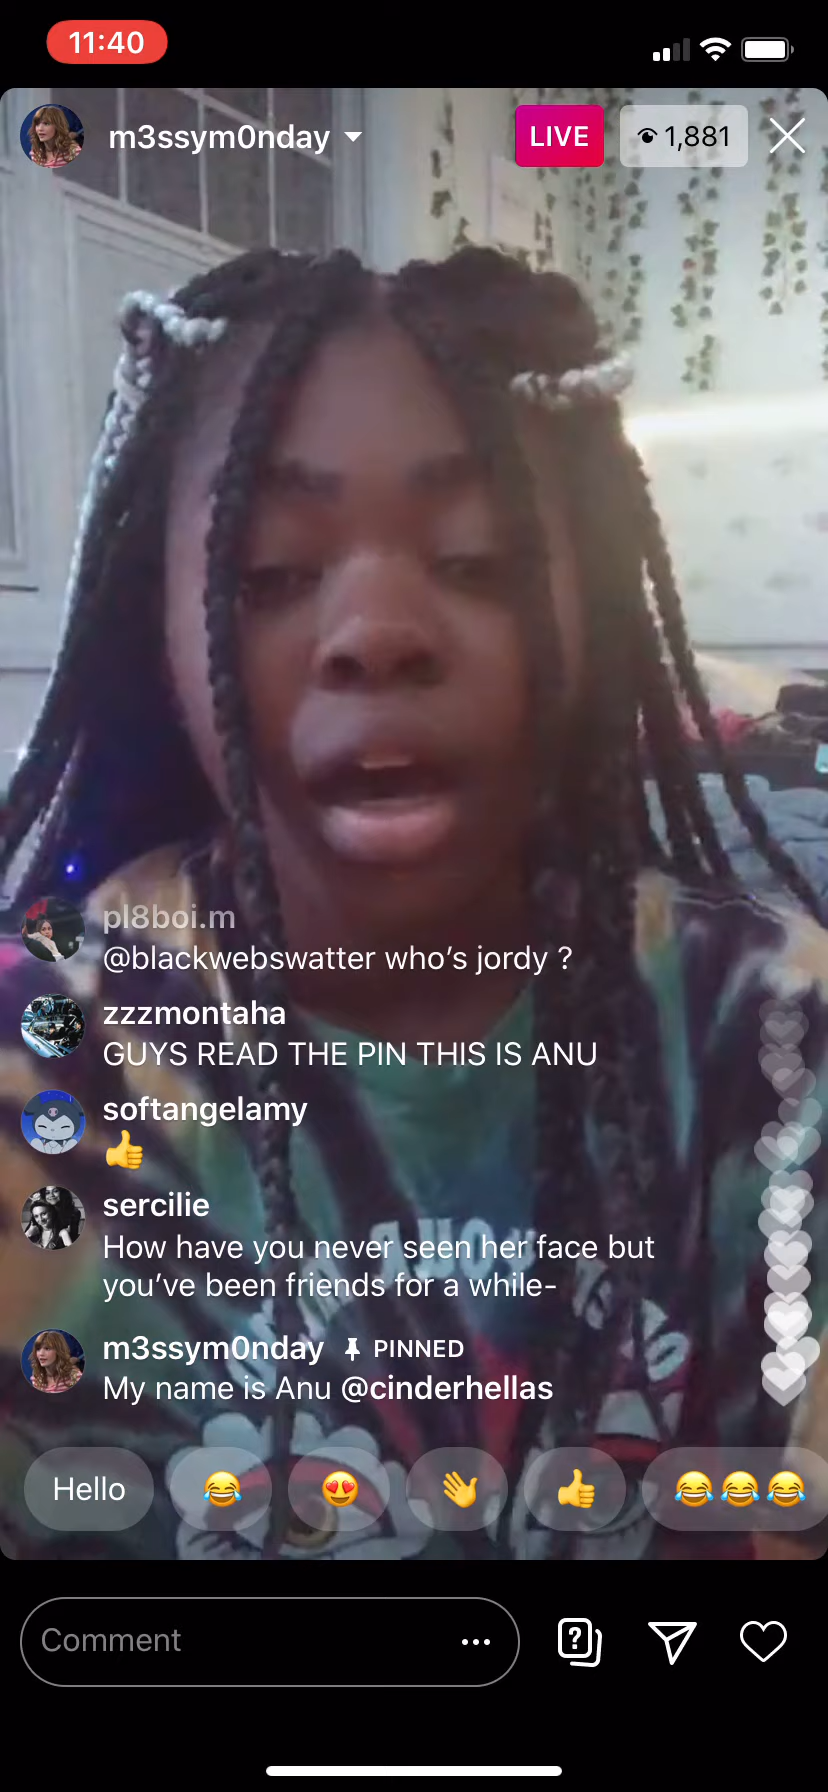 11:40
m3ssym0nday
LIVE
1,881
pl8boi.m
@blackwebswatter who's jordy ?
zzzmontaha
GUYS READ THE PIN THIS IS ANU
softangelamy
👍
sercilie
How have you never seen her face but
you've been friends for a while-
m3ssym0nday PINNED
My name is Anu @cinderhellas
Hello 😂 😍 👋 👍 😂😂😂
Comment